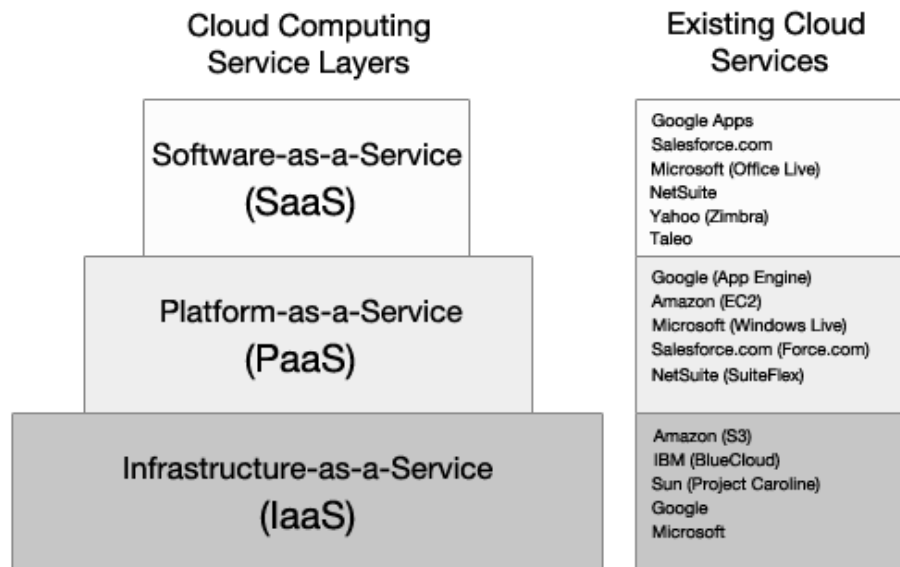 Cloud Computing
Service Layers
Existing Cloud
Services
Software-as-a-Service
(SaaS)
Google Apps
Salesforce.com
Microsoft (Office Live)
NetSuite
Yahoo (Zimbra)
Taleo
Platform-as-a-Service
(PaaS)
Google (App Engine)
Amazon (EC2)
Microsoft (Windows Live)
Salesforce.com (Force.com)
NetSuite (SuiteFlex)
Infrastructure-as-a-Service
(IaaS)
Amazon (S3)
IBM (BlueCloud)
Sun (Project Caroline)
Google
Microsoft